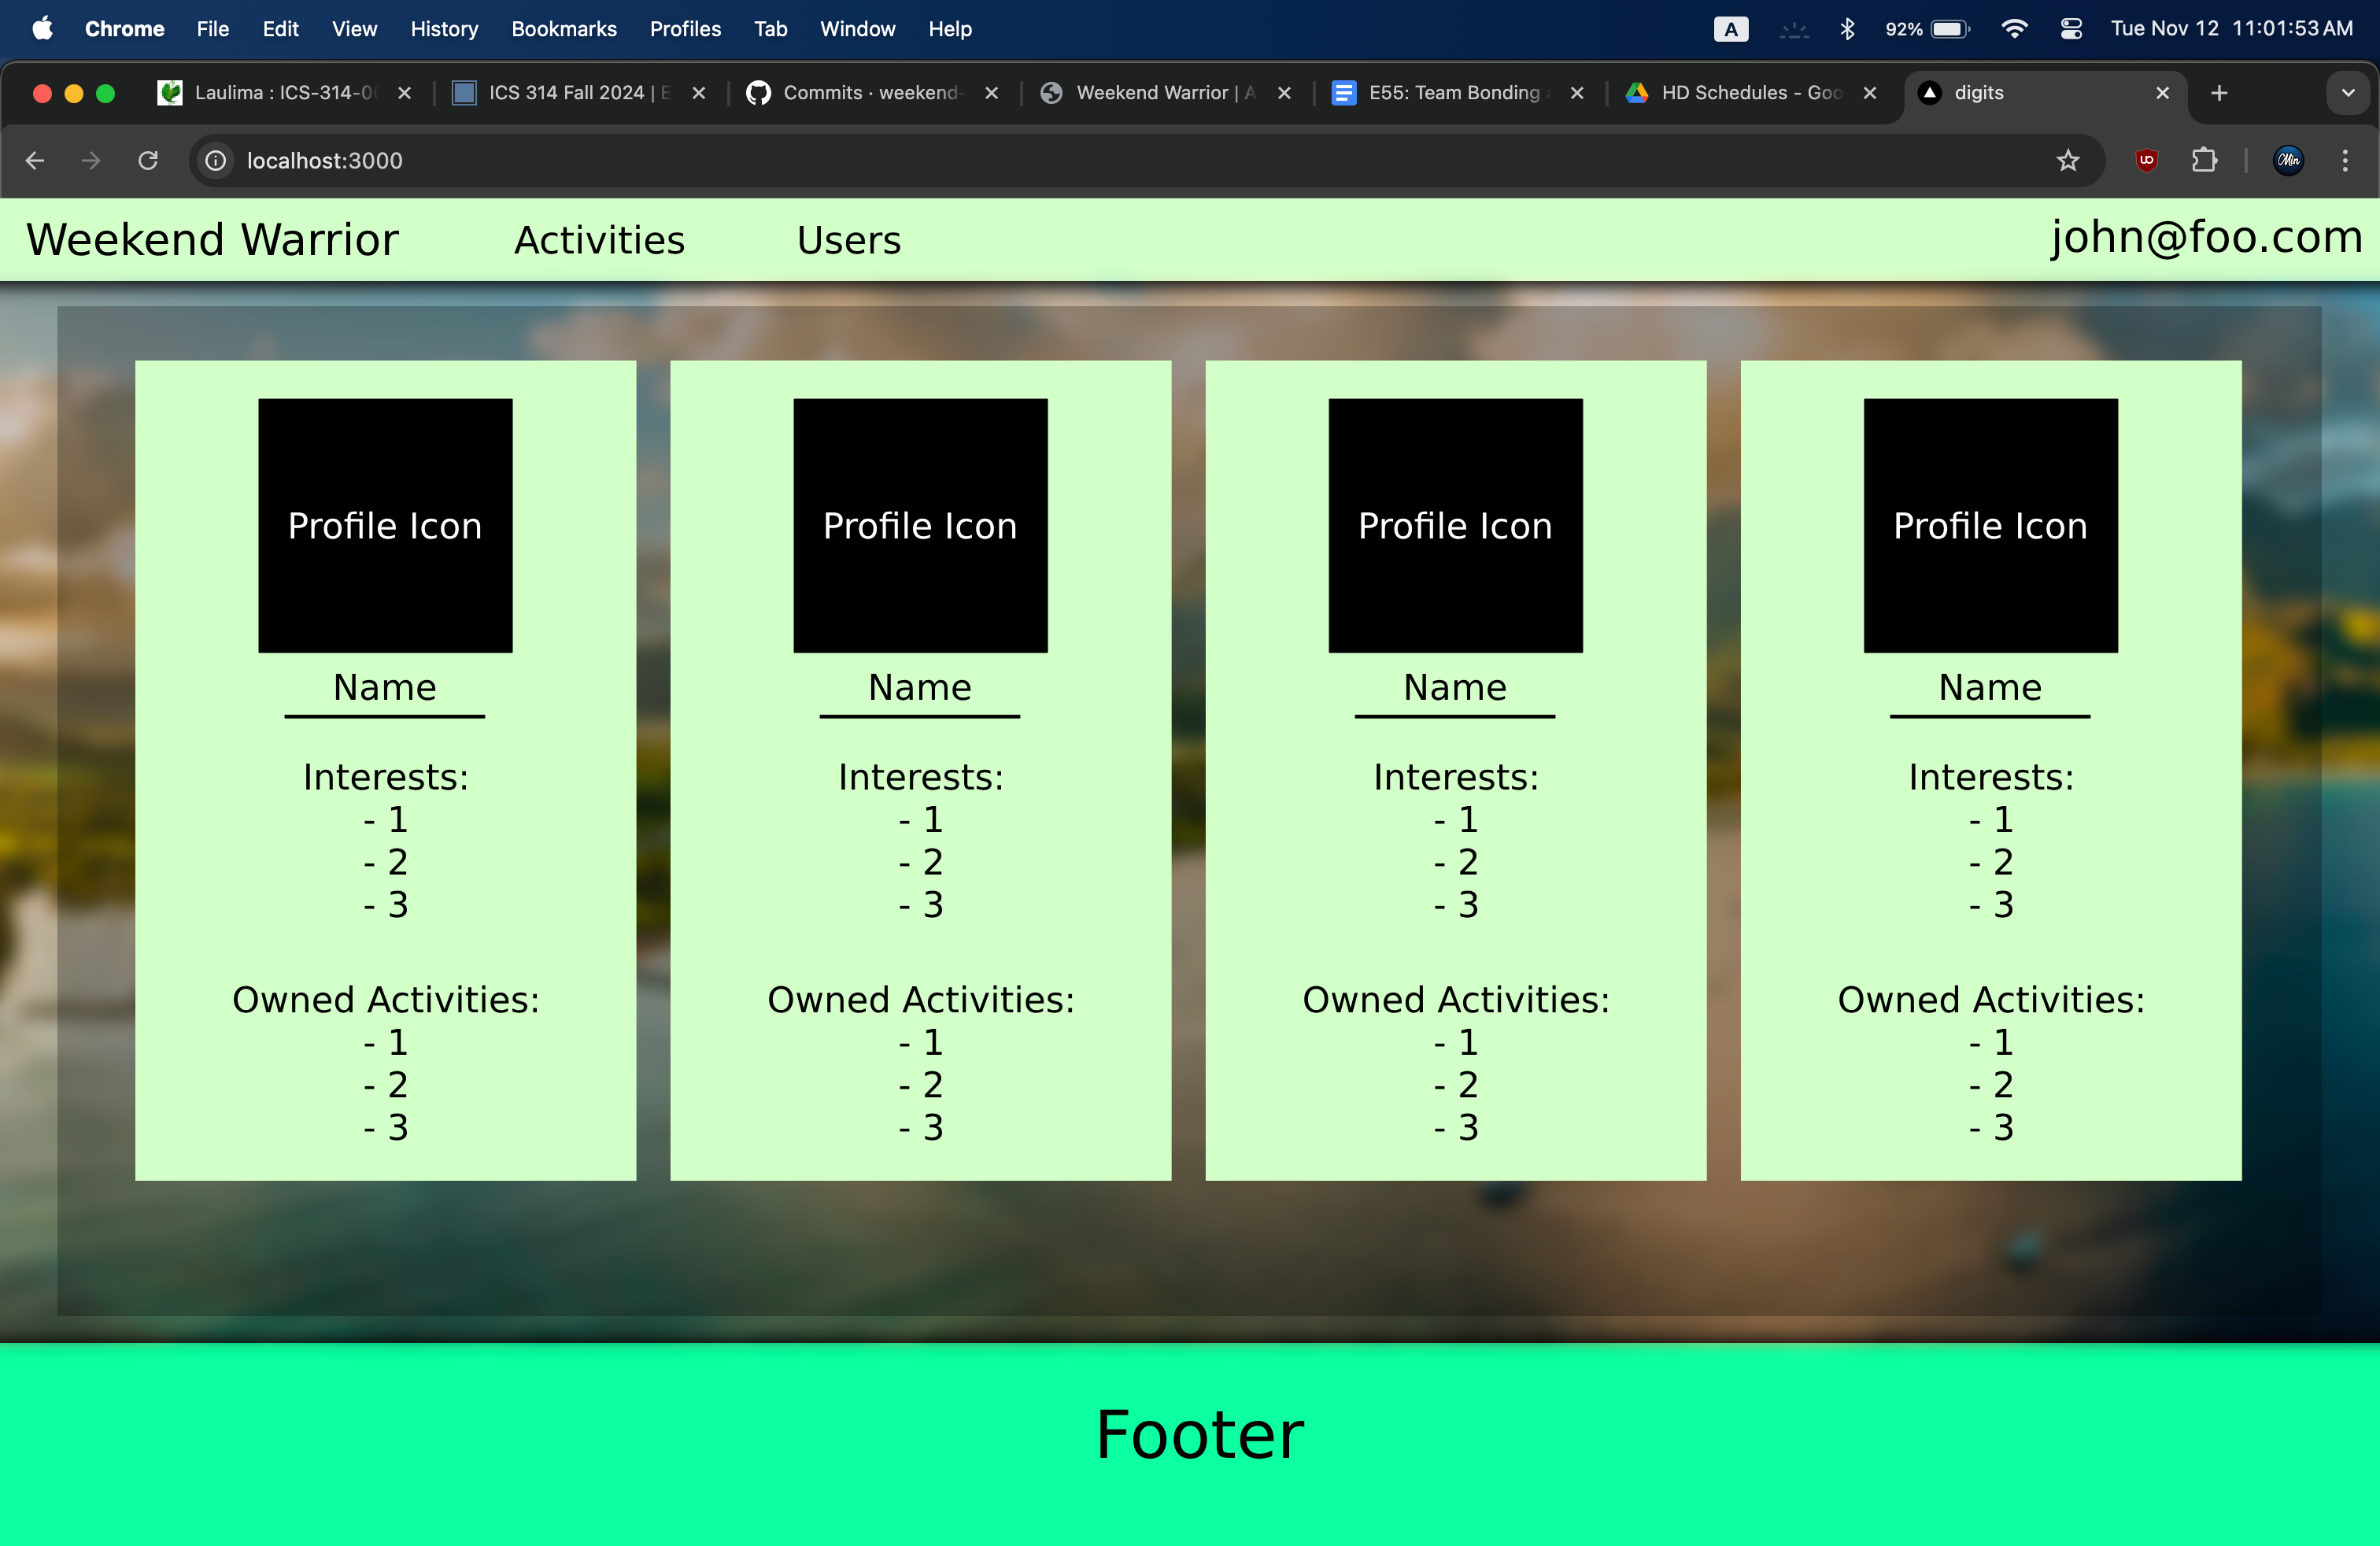 Chrome File Edit View History Bookmarks Profiles Tab Window Help A 92% Tue Nov 12 11:01:53 AM
Laulima : ICS-314-0 ICS 314 Fall 2024 | E Commits · weekend- Weekend Warrior | A E55: Team Bonding HD Schedules - Goo digits
localhost:3000 UO Min
Weekend Warrior Activities Users john@foo.com
Profile Icon Profile Icon Profile Icon Profile Icon
Name Name Name Name
Interests: Interests: Interests: Interests:
- 1 - 1 - 1 - 1
- 2 - 2 - 2 - 2
- 3 - 3 - 3 - 3
Owned Activities: Owned Activities: Owned Activities: Owned Activities:
- 1 - 1 - 1 - 1
- 2 - 2 - 2 - 2
- 3 - 3 - 3 - 3
Footer